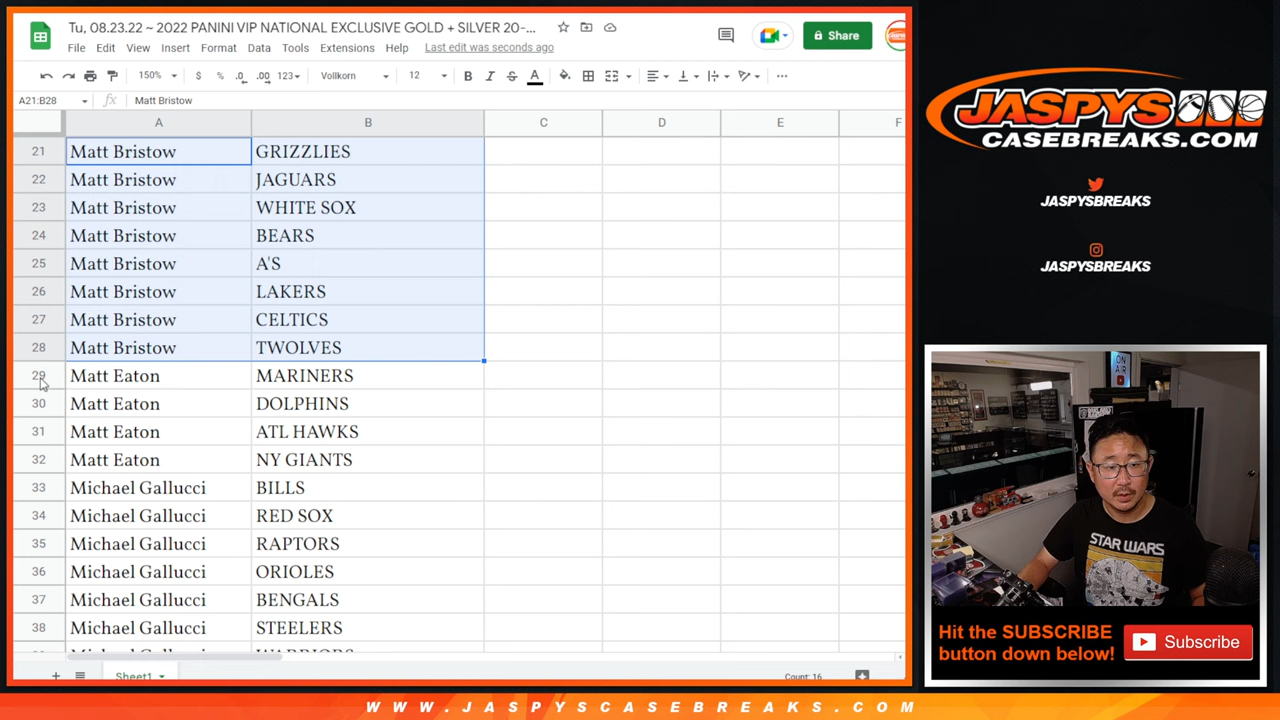 Tu, 08.23.22 ~ 2022 PANINI VIP NATIONAL EXCLUSIVE GOLD + SILVER 20-...
File Edit View Insert Format Data Tools Extensions Help Last edit was seconds ago
Share
150% $ % .0 .00 123 Vollkorn 12 B I S A
A21:B28 fx Matt Bristow
A B C D E F
21 Matt Bristow GRIZZLIES
22 Matt Bristow JAGUARS
23 Matt Bristow WHITE SOX
24 Matt Bristow BEARS
25 Matt Bristow A'S
26 Matt Bristow LAKERS
27 Matt Bristow CELTICS
28 Matt Bristow TWOLVES
29 Matt Eaton MARINERS
30 Matt Eaton DOLPHINS
31 Matt Eaton ATL HAWKS
32 Matt Eaton NY GIANTS
33 Michael Gallucci BILLS
34 Michael Gallucci RED SOX
35 Michael Gallucci RAPTORS
36 Michael Gallucci ORIOLES
37 Michael Gallucci BENGALS
38 Michael Gallucci STEELERS
Michael Gallucci WARRIORS
Sheet1 Count: 16
JASPYS
CASEBREAKS.COM
JASPYSBREAKS
JASPYSBREAKS
ON AIR
STAR WARS
Hit the SUBSCRIBE
button down below!
Subscribe
WWW.JASPYSCASEBREAKS.COM